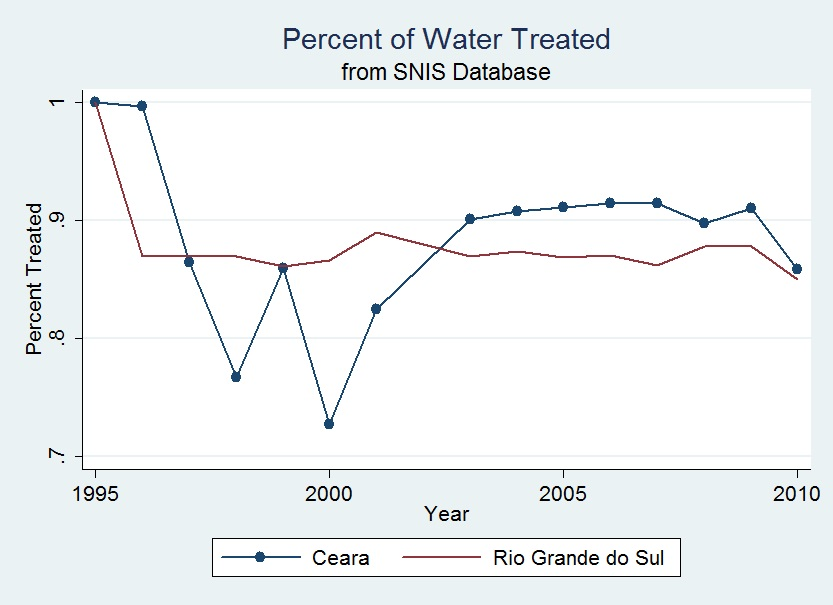 Percent of Water Treated
from SNIS Database
Percent Treated
1
.9
.8
.7
1995 2000 2005 2010
Year
Ceara Rio Grande do Sul